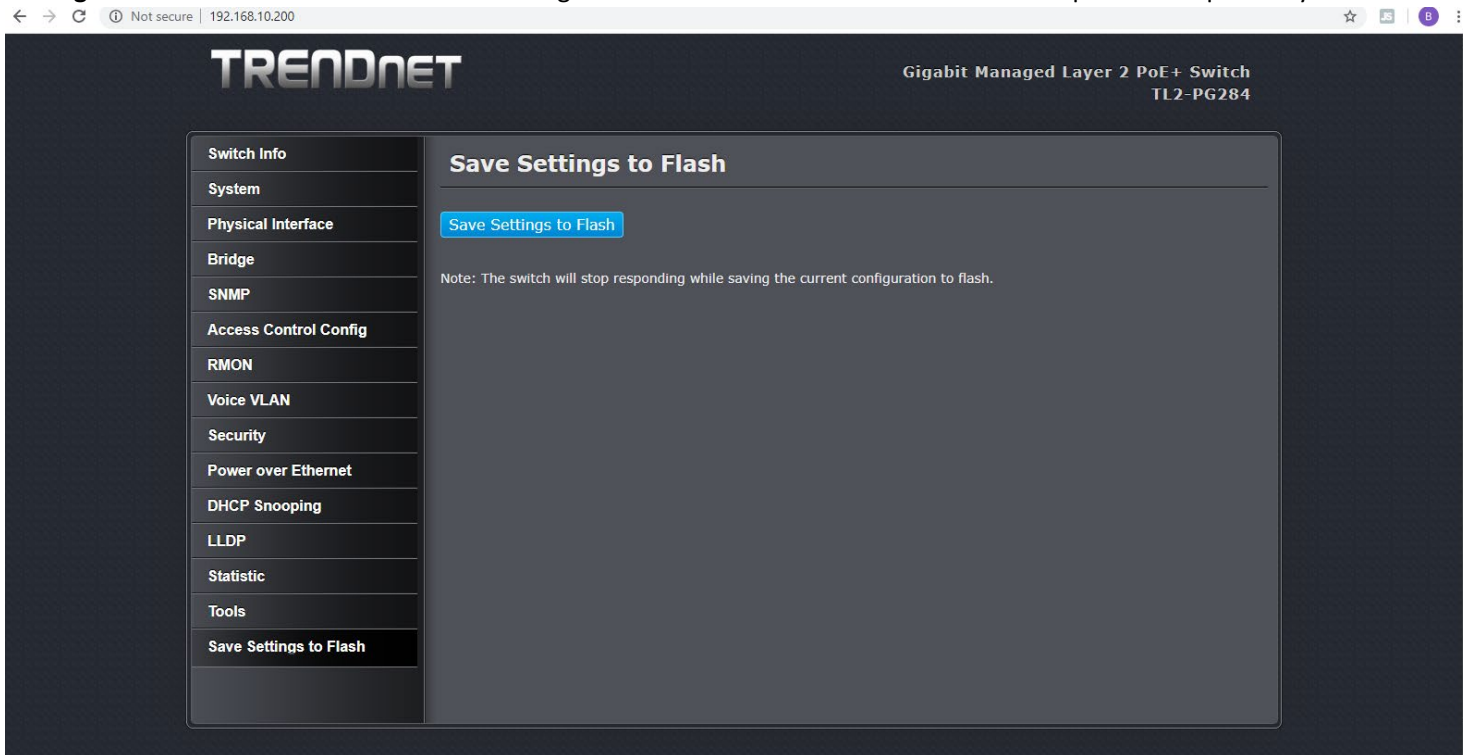 Not secure | 192.168.10.200
JS
B
TRENDNET
Gigabit Managed Layer 2 PoE+ Switch
TL2-PG284
Switch Info
System
Physical Interface
Bridge
SNMP
Access Control Config
RMON
Voice VLAN
Security
Power over Ethernet
DHCP Snooping
LLDP
Statistic
Tools
Save Settings to Flash
Save Settings to Flash
Save Settings to Flash
Note: The switch will stop responding while saving the current configuration to flash.